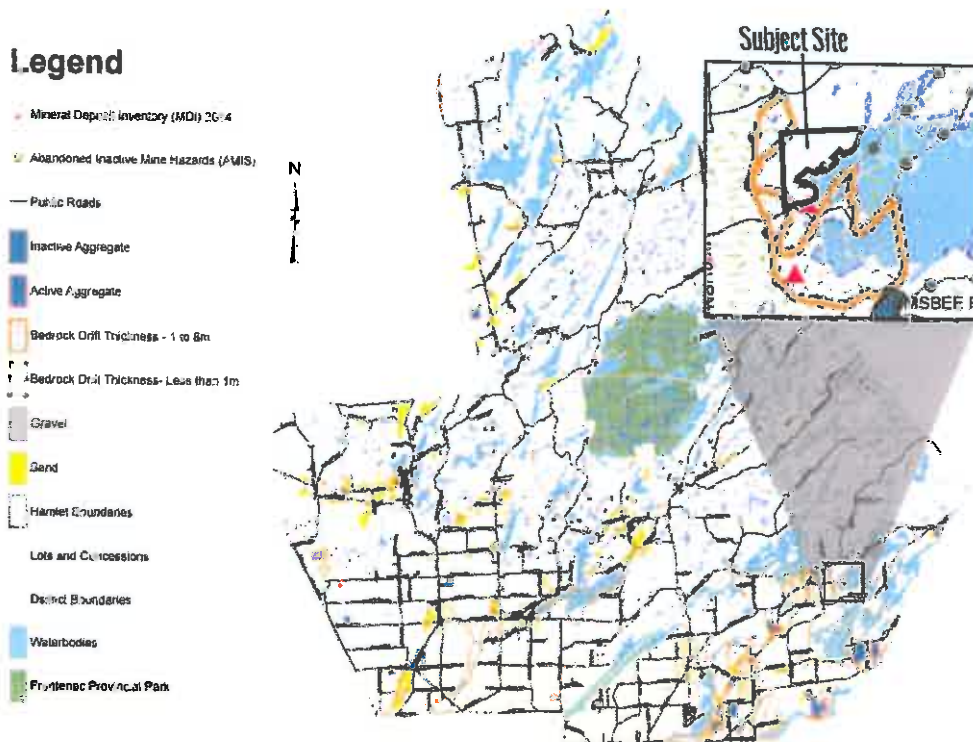 Subject Site
Legend
Mineral Deposit Inventory (MDI) 2014
Abandoned Inactive Mine Hazards (AMIS)
Public Roads
Inactive Aggregate
Active Aggregate
Bedrock Drift Thickness - 1 to 8m
Bedrock Drift Thickness- Less than 1m
Gravel
Sand
Hamlet Boundaries
Lots and Concessions
District Boundaries
Waterbodies
Frontenac Provincial Park
N